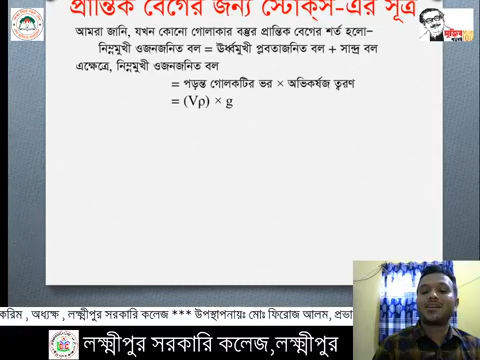 প্রান্তিক বেগের জন্য স্টোক্‌স-এর সূত্র
আমরা জানি, যখন কোনো গোলাকার বস্তুর প্রান্তিক বেগের শর্ত হলো–
নিম্নমুখী ওজনজনিত বল = ঊর্ধ্বমুখী প্লবতাজনিত বল + সান্দ্র বল
এক্ষেত্রে, নিম্নমুখী ওজনজনিত বল
= পড়ন্ত গোলকটির ভর × অভিকর্ষজ ত্বরণ
= (Vρ) × g
করিম , অধ্যক্ষ , লক্ষ্মীপুর সরকারি কলেজ *** উপস্থাপনায়ঃ মোঃ ফিরোজ আলম, প্রভা
লক্ষ্মীপুর সরকারি কলেজ,লক্ষ্মীপুর